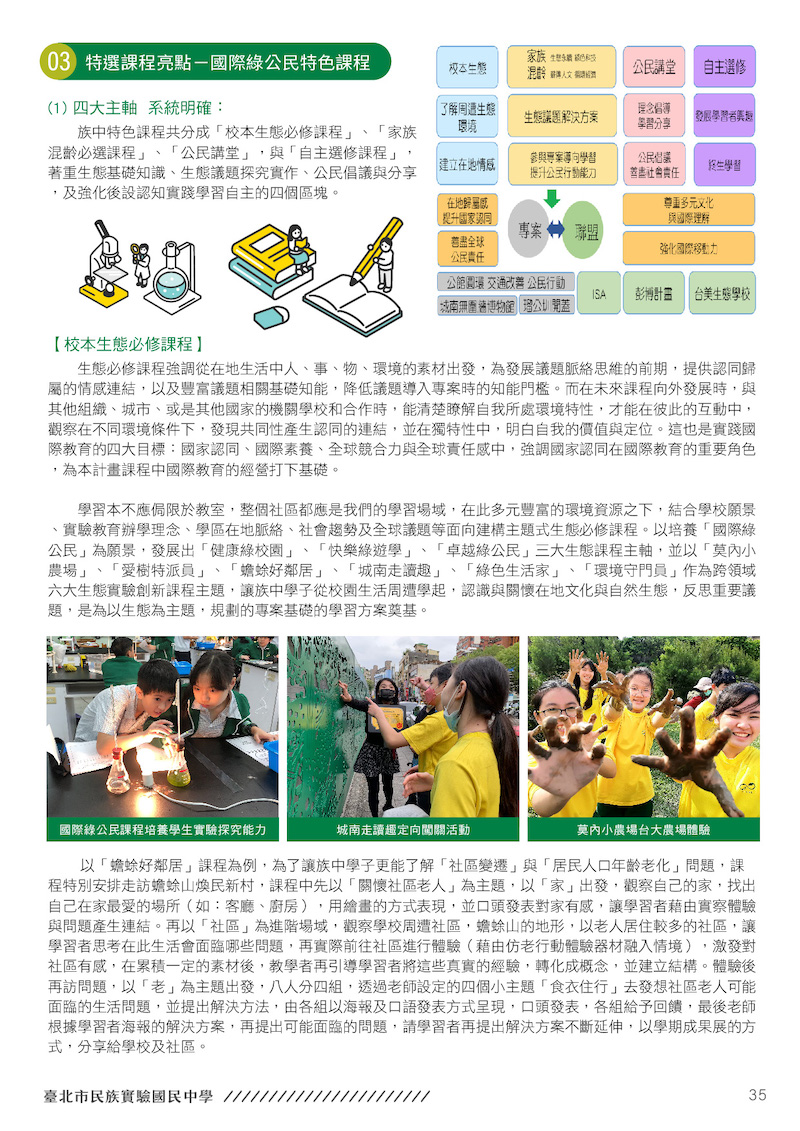 03 特選課程亮點－國際綠公民特色課程
(1) 四大主軸 系統明確：
族中特色課程共分成「校本生態必修課程」、「家族
混齡必選課程」、「公民講堂」，與「自主選修課程」，
著重生態基礎知識、生態議題探究實作、公民倡議與分享
，及強化後設認知實踐學習自主的四個區塊。
校本生態
家族
混齡
公民講堂
自主選修
了解周遭生態
環境
生態議題解決方案
理念倡導
學習分享
發展學習者興趣
建立在地情感
參與專案導向學習
提升公民行動能力
公民倡議
善盡社會責任
終生學習
在地歸屬感
提升國家認同
善盡全球
公民責任
專案
聯盟
尊重多元文化
與國際理解
強化國際移動力
公館圓環 交通改善 公民行動
城南無圍牆博物館
瑠公圳開蓋
ISA
彭博計畫
台美生態學校
【校本生態必修課程】
生態必修課程強調從在地生活中人、事、物、環境的素材出發，為發展議題脈絡思維的前期，提供認同歸
屬的情感連結，以及豐富議題相關基礎知能，降低議題導入專案時的知能門檻。而在未來課程向外發展時，與
其他組織、城市、或是其他國家的機關學校和合作時，能清楚瞭解自我所處環境特性，才能在彼此的互動中，
觀察在不同環境條件下，發現共同性產生認同的連結，並在獨特性中，明白自我的價值與定位。這也是實踐國
際教育的四大目標：國家認同、國際素養、全球競合力與全球責任感中，強調國家認同在國際教育的重要角色
，為本計畫課程中國際教育的經營打下基礎。
學習本不應侷限於教室，整個社區都應是我們的學習場域，在此多元豐富的環境資源之下，結合學校願景
、實驗教育辦學理念、學區在地脈絡、社會趨勢及全球議題等面向建構主題式生態必修課程。以培養「國際綠
公民」為願景，發展出「健康綠校園」、「快樂綠遊學」、「卓越綠公民」三大生態課程主軸，並以「莫內小
農場」、「愛樹特派員」、「蟾蜍好鄰居」、「城南走讀趣」、「綠色生活家」、「環境守門員」作為跨領域
六大生態實驗創新課程主題，讓族中學子從校園生活周遭學起，認識與關懷在地文化與自然生態，反思重要議
題，是為以生態為主題，規劃的專案基礎的學習方案奠基。
國際綠公民課程培養學生實驗探究能力
城南走讀趣定向闖關活動
莫內小農場台大農場體驗
以「蟾蜍好鄰居」課程為例，為了讓族中學子更能了解「社區變遷」與「居民人口年齡老化」問題，課
程特別安排走訪蟾蜍山煥民新村，課程中先以「關懷社區老人」為主題，以「家」出發，觀察自己的家，找出
自己在家最愛的場所（如：客廳、廚房），用繪畫的方式表現，並口頭發表對家有感，讓學習者藉由實察體驗
與問題產生連結。再以「社區」為進階場域，觀察學校周遭社區，蟾蜍山的地形，以老人居住較多的社區，讓
學習者思考在此生活會面臨哪些問題，再實際前往社區進行體驗（藉由仿老行動體驗器材融入情境），激發對
社區有感，在累積一定的素材後，教學者再引導學習者將這些真實的經驗，轉化成概念，並建立結構。體驗後
再訪問題，以「老」為主題出發，八人分四組，透過老師設定的四個小主題「食衣住行」去發想社區老人可能
面臨的生活問題，並提出解決方法，由各組以海報及口語發表方式呈現，口頭發表，各組給予回饋，最後老師
根據學習者海報的解決方案，再提出可能面臨的問題，請學習者再提出解決方案不斷延伸，以學期成果展的方
式，分享給學校及社區。
臺北市民族實驗國民中學
35